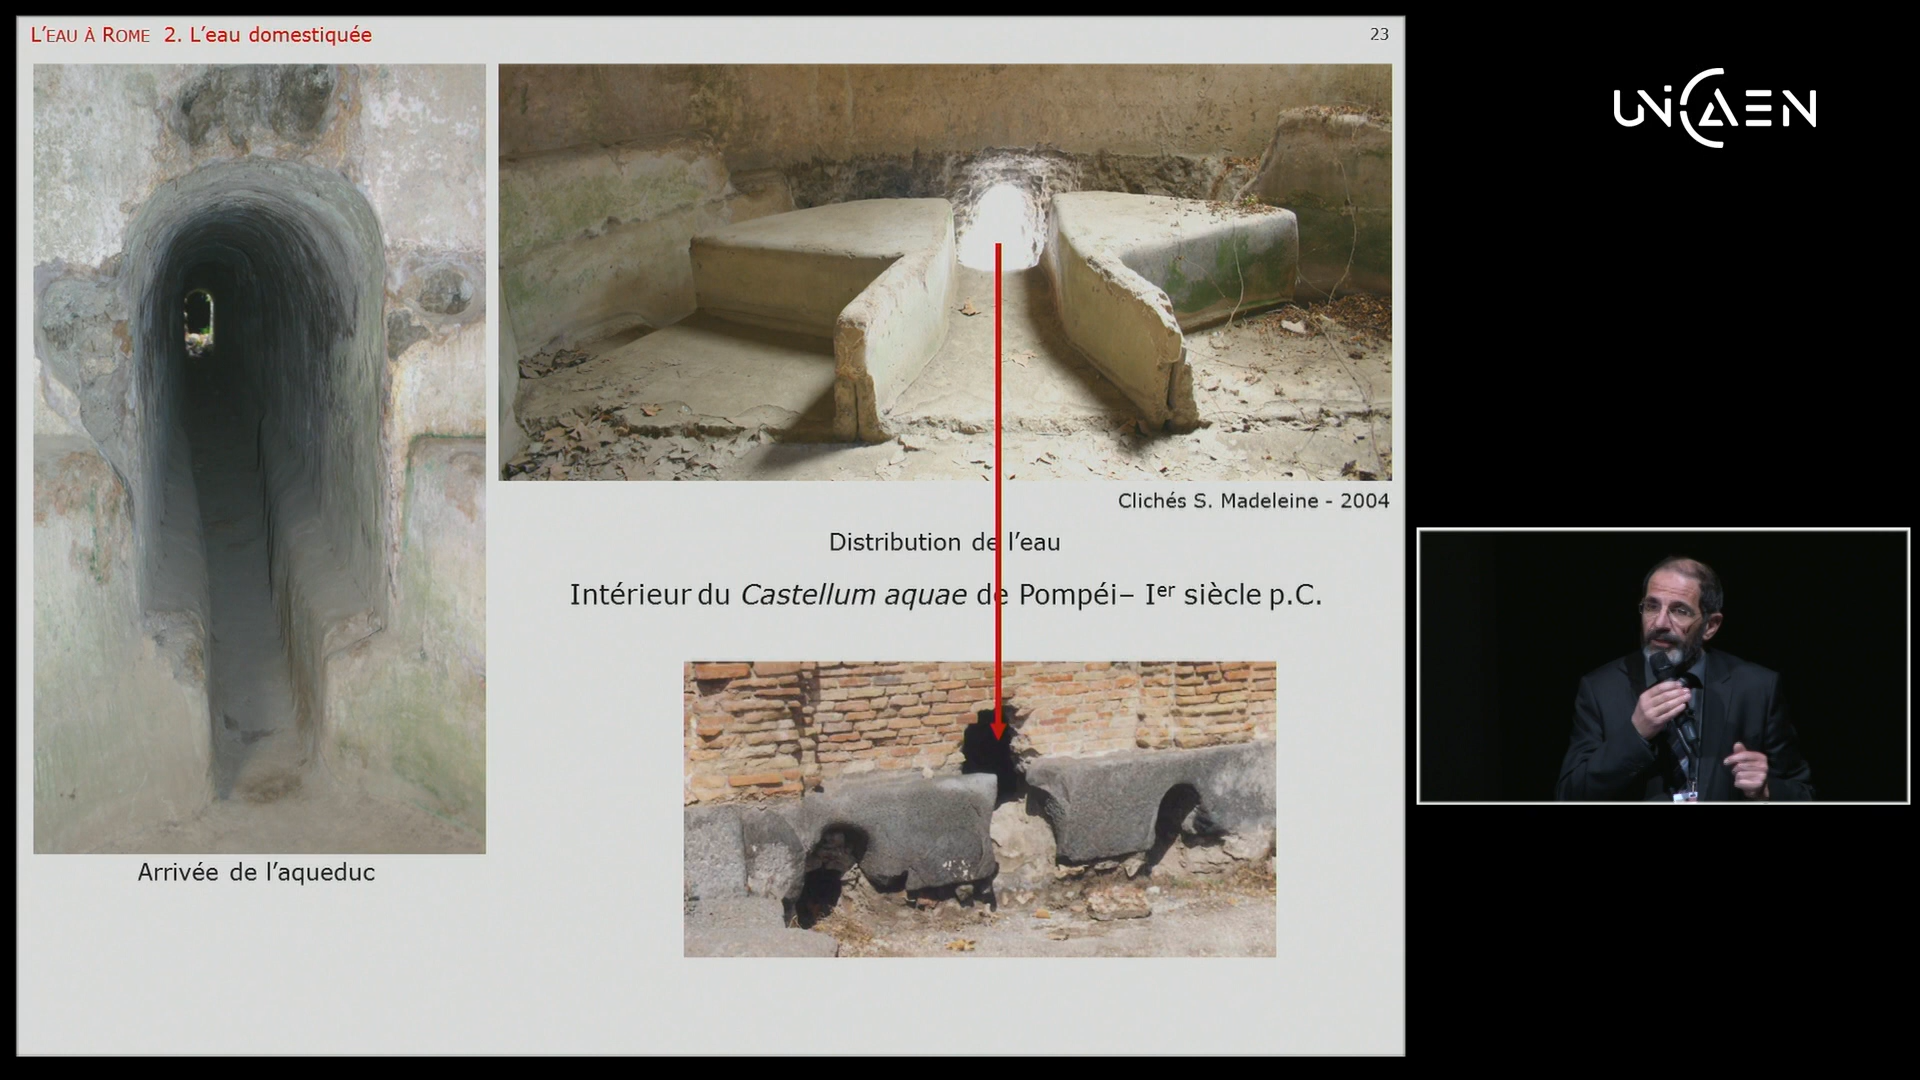 L'EAU À ROME 2. L'eau domestiquée
23
UNICAEN
Clichés S. Madeleine - 2004
Distribution de l'eau
Intérieur du Castellum aquae de Pompéi– Ier siècle p.C.
Arrivée de l'aqueduc